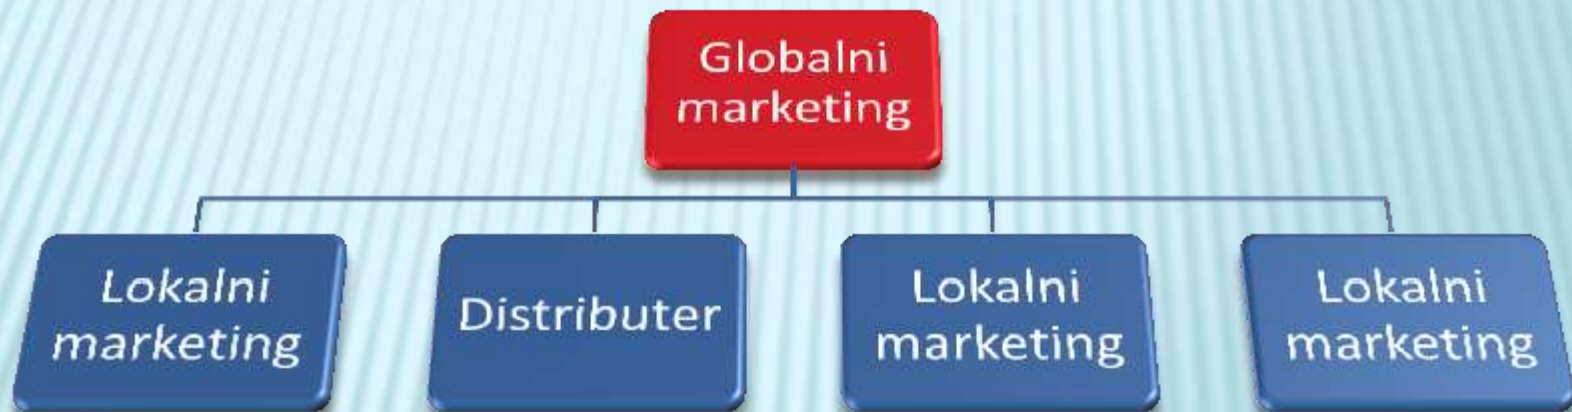 Globalni
marketing
Lokalni
marketing
Distributer
Lokalni
marketing
Lokalni
marketing